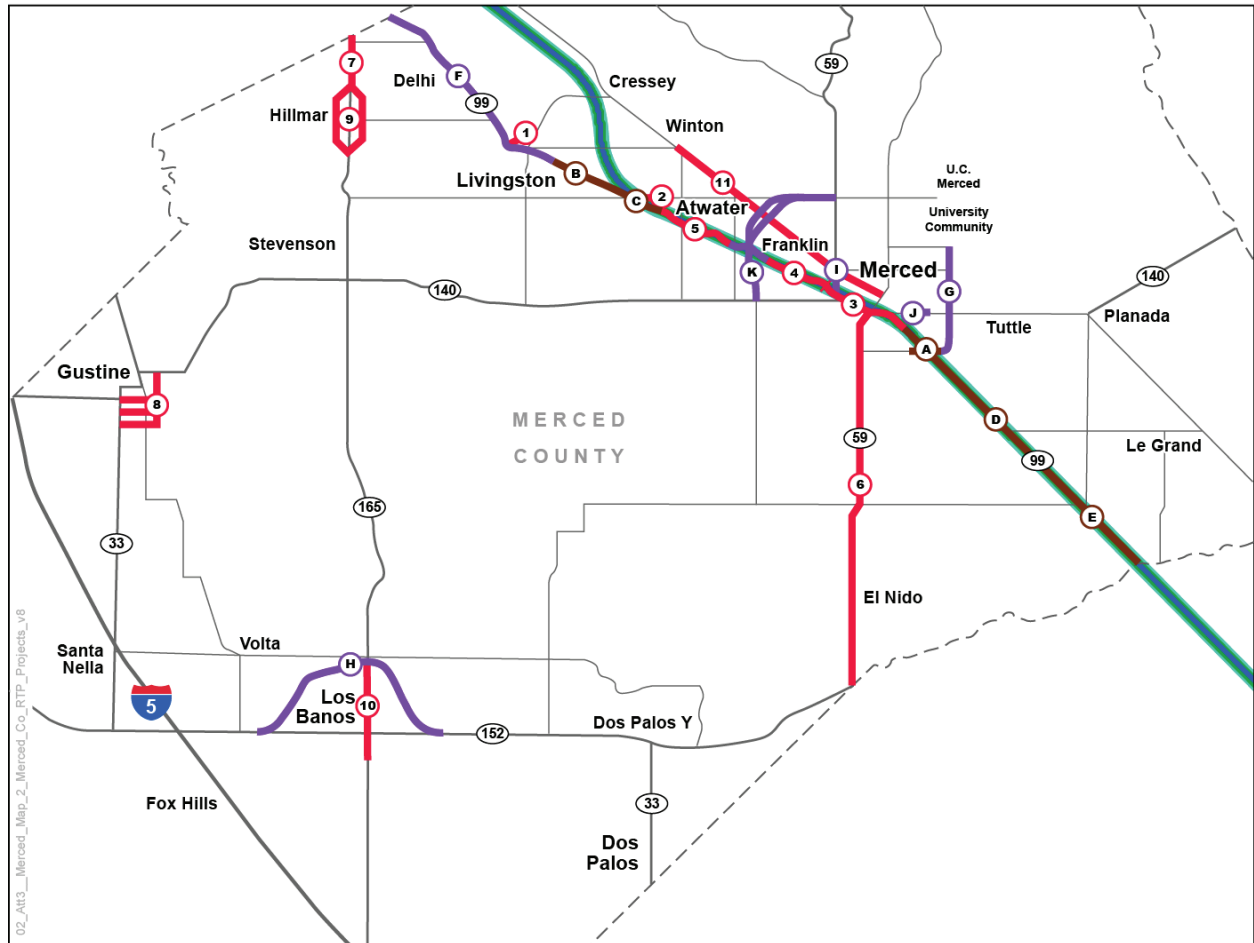 7
Delhi
F
59
Cressey
99
Hillmar
9
1
Winton
B
11
U.C.
Merced
Livingston
C
2
Atwater
University
Community
5
Stevenson
Franklin
K
4
I
Merced
140
140
G
3
J
Tuttle
Planada
A
Gustine
8
MERCED
COUNTY
D
59
Le Grand
99
6
165
E
33
El Nido
Santa
Nella
Volta
H
Los
Banos
10
5
152
Dos Palos Y
Fox Hills
33
Dos
Palos
02_Att3__Merced_Map_2_Merced_Co_RTP_Projects_v8